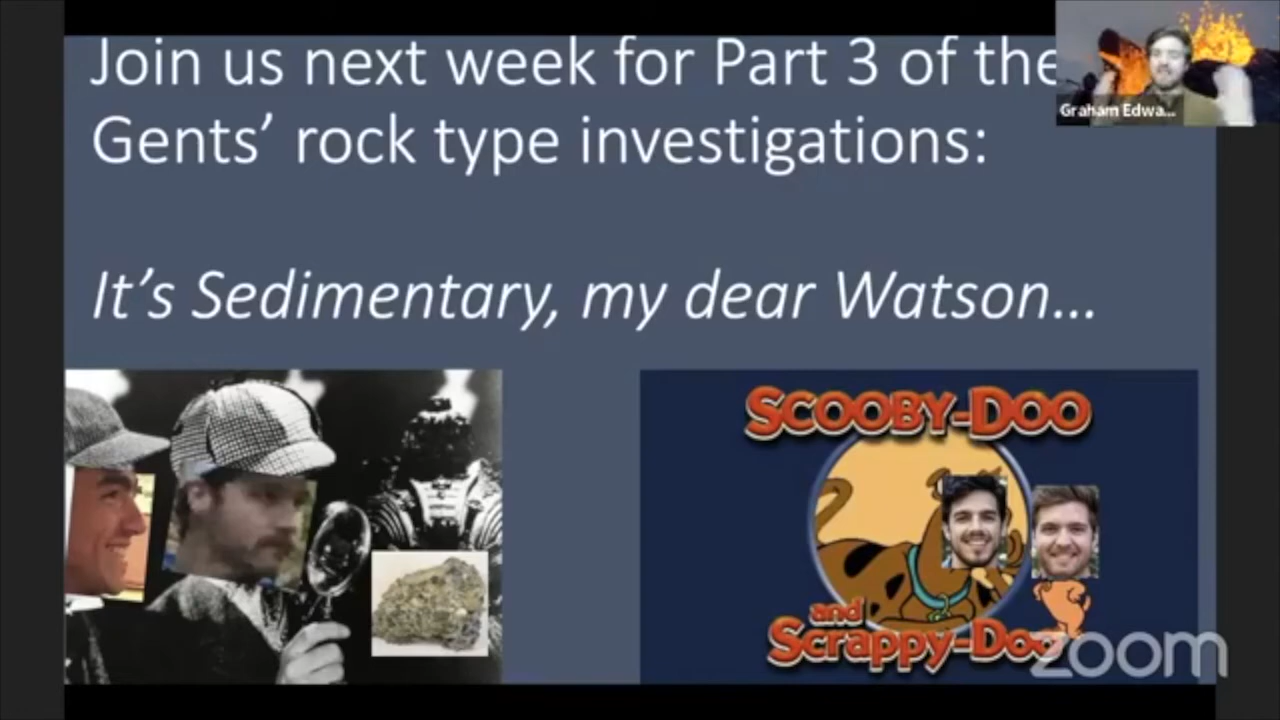 Join us next week for Part 3 of the
Graham Edwa...
Gents' rock type investigations:
It's Sedimentary, my dear Watson...
SCOOBY-DOO
and
SCRAPPY-DOO
zoom